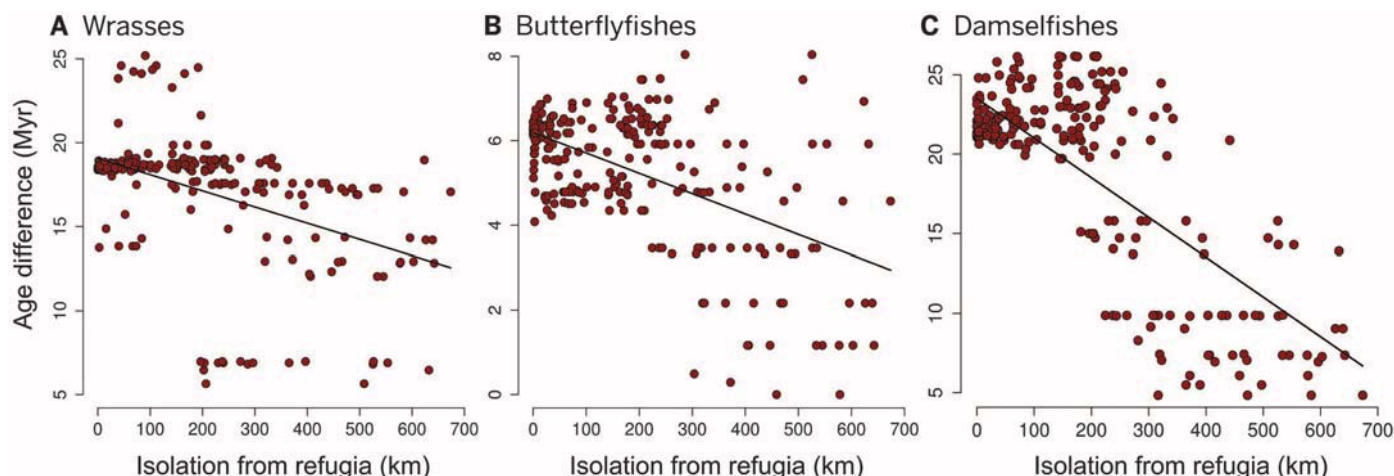 A Wrasses
B Butterflyfishes
C Damselfishes
Age difference (Myr)
25
20
15
10
5
0 100 200 300 400 500 600 700
Isolation from refugia (km)
8
6
4
2
0
0 100 200 300 400 500 600 700
Isolation from refugia (km)
25
20
15
10
5
0 100 200 300 400 500 600 700
Isolation from refugia (km)